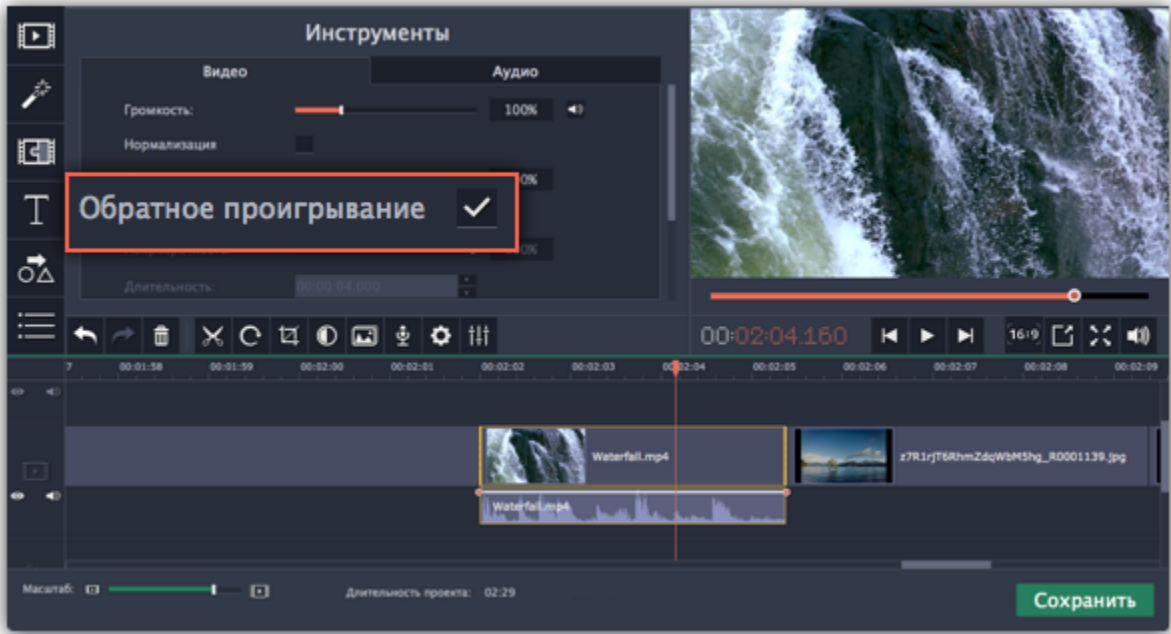 Инструменты
Видео
Аудио
Громкость:
100%
Нормализация
0%
Обратное проигрывание
Длительность:
00:00:04.000
00:02:04.160
16:9
7
00:01:58
00:01:59
00:02:00
00:02:01
00:02:02
00:02:03
00:02:04
00:02:05
00:02:06
00:02:07
00:02:08
00:02:09
Waterfall.mp4
z7R1rjT6RhmZdqWbM5hg_R0001139.jpg
Waterfall.mp4
Масштаб:
Длительность проекта: 02:29
Сохранить